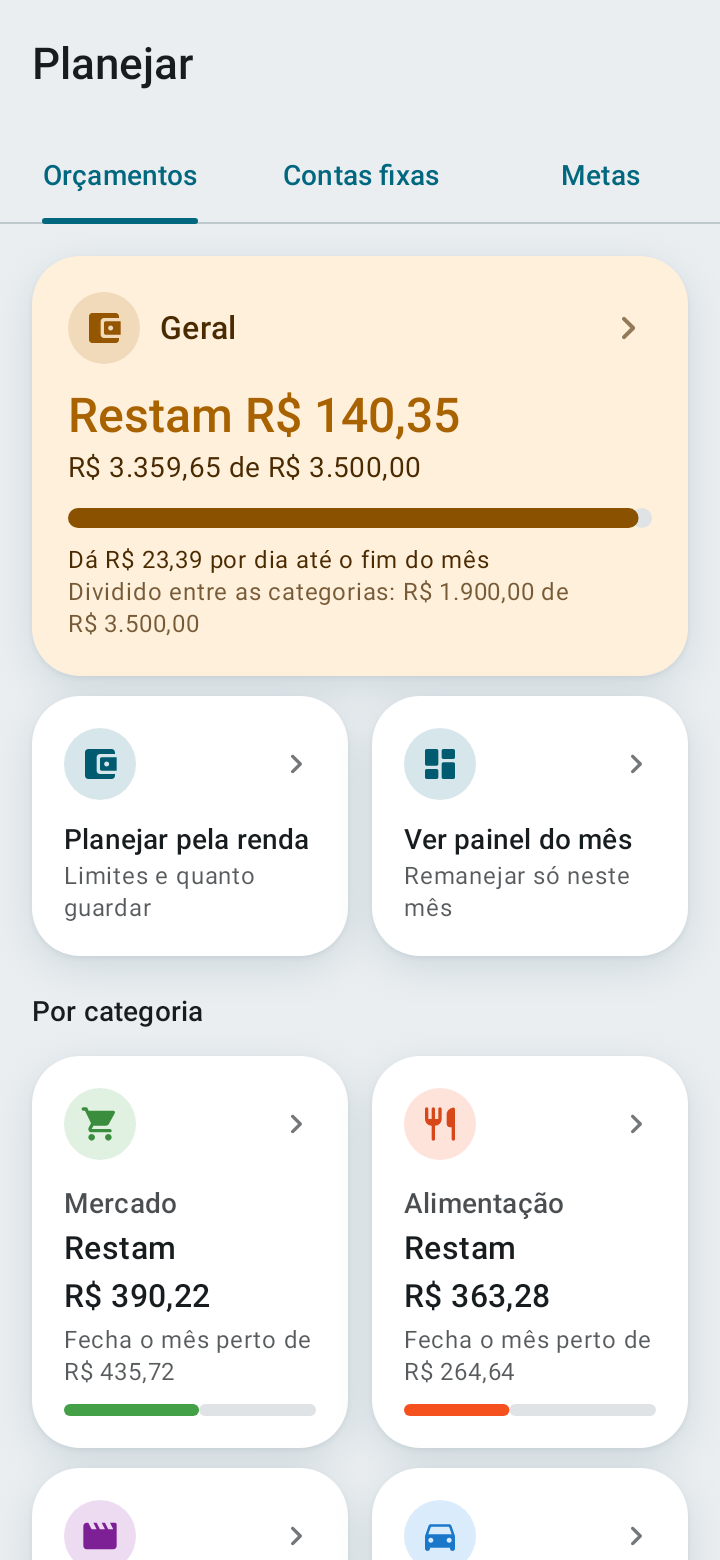 Planejar
Orçamentos
Contas fixas
Metas
Geral
Restam R$ 140,35
R$ 3.359,65 de R$ 3.500,00
Dá R$ 23,39 por dia até o fim do mês
Dividido entre as categorias: R$ 1.900,00 de
R$ 3.500,00
Planejar pela renda
Limites e quanto
guardar
Ver painel do mês
Remanejar só neste
mês
Por categoria
Mercado
Restam
R$ 390,22
Fecha o mês perto de
R$ 435,72
Alimentação
Restam
R$ 363,28
Fecha o mês perto de
R$ 264,64